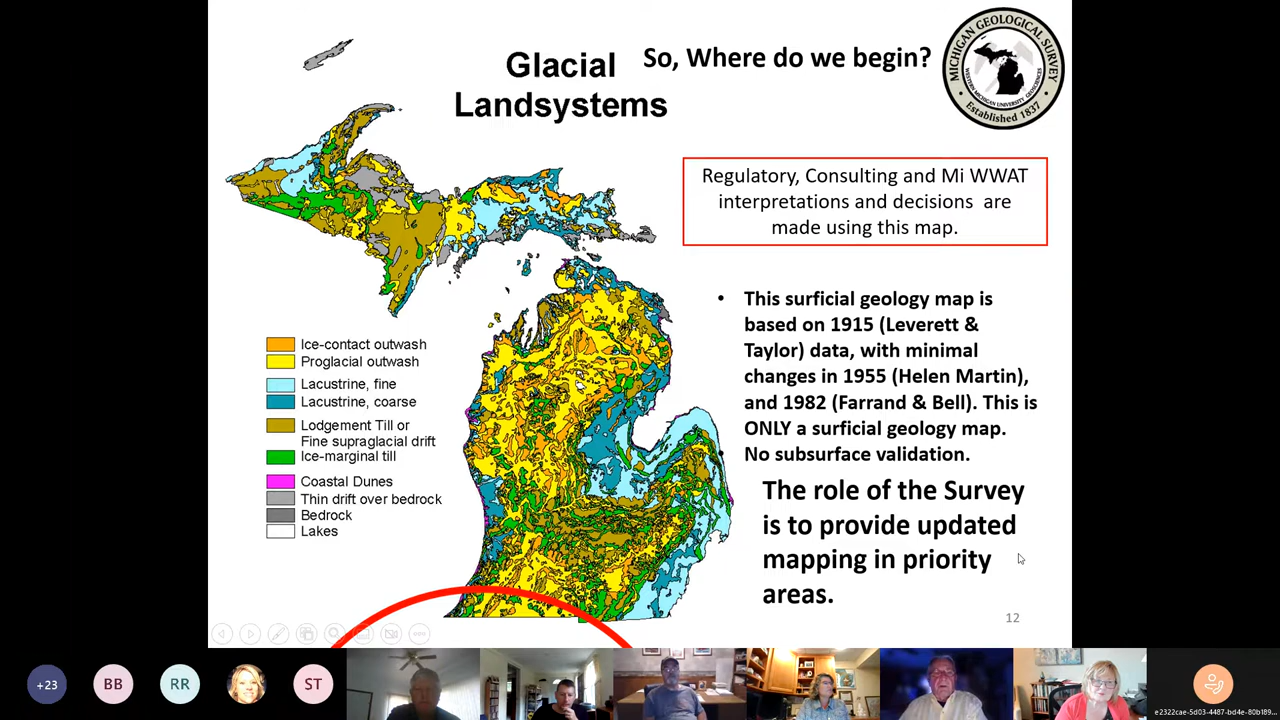 Glacial
Landsystems
So, Where do we begin?
MICHIGAN GEOLOGICAL SURVEY
WESTERN MICHIGAN UNIVERSITY GEOSCIENCES
Established 1837
Regulatory, Consulting and Mi WWAT
interpretations and decisions are
made using this map.
• This surficial geology map is
based on 1915 (Leverett &
Taylor) data, with minimal
changes in 1955 (Helen Martin),
and 1982 (Farrand & Bell). This is
ONLY a surficial geology map.
• No subsurface validation.
The role of the Survey
is to provide updated
mapping in priority
areas.
Ice-contact outwash
Proglacial outwash
Lacustrine, fine
Lacustrine, coarse
Lodgement Till or
Fine supraglacial drift
Ice-marginal till
Coastal Dunes
Thin drift over bedrock
Bedrock
Lakes
12
+23
BB
RR
ST
e2322cae-5d03-4487-bd4e-80b189...